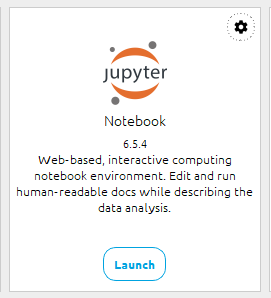 jupyter
Notebook
6.5.4
Web-based, interactive computing
notebook environment. Edit and run
human-readable docs while describing the
data analysis.
Launch